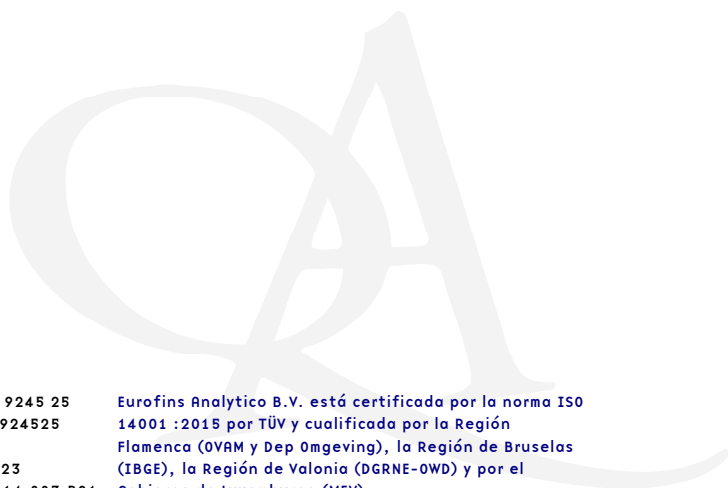 9245 25 Eurofins Analytico B.V. está certificada por la norma ISO
924525 14001 :2015 por TÜV y cualificada por la Región
Flamenca (OVAM y Dep Omgeving), la Región de Bruselas
23 (IBGE), la Región de Valonia (DGRNE-OWD) y por el